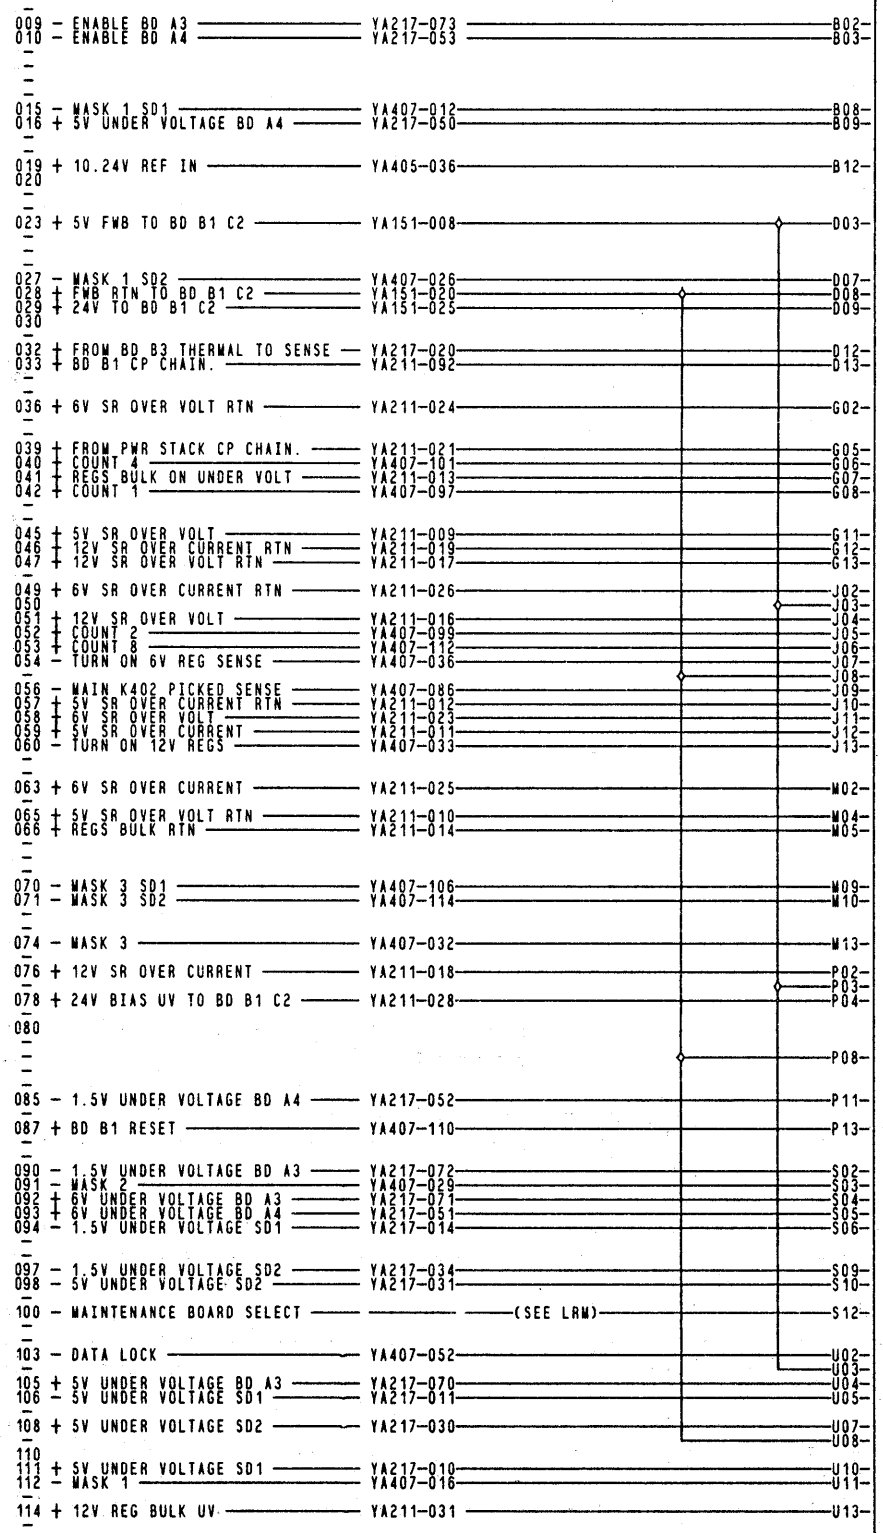 009 - ENABLE BD A3 YA217-073 B02-
010 - ENABLE BD A4 YA217-053 B03-
015 - MASK 1 SD1 YA407-012 B08-
016 + 5V UNDER VOLTAGE BD A4 YA217-050 B09-
019 + 10.24V REF IN YA405-036 B12-
020
023 + 5V FWB TO BD B1 C2 YA151-008 D03-
027 - MASK 1 SD2 YA407-026 D07-
028 + FWB RTN TO BD B1 C2 YA151-020 D08-
029 + 24V TO BD B1 C2 YA151-025 D09-
030
032 + FROM BD B3 THERMAL TO SENSE YA217-020 D12-
033 + BD B1 CP CHAIN. YA211-092 D13-
036 + 6V SR OVER VOLT RTN YA211-024 G02-
039 + FROM PWR STACK CP CHAIN. YA211-021 G05-
040 + COUNT 4 YA407-101 G06-
041 + REGS BULK ON UNDER VOLT YA211-013 G07-
042 + COUNT 1 YA407-097 G08-
045 + 5V SR OVER VOLT YA211-009 G11-
046 + 12V SR OVER CURRENT RTN YA211-019 G12-
047 + 12V SR OVER VOLT RTN YA211-017 G13-
049 + 6V SR OVER CURRENT RTN YA211-026 J02-
050 J03-
051 + 12V SR OVER VOLT YA211-016 J04-
052 + COUNT 2 YA407-099 J05-
053 + COUNT 8 YA407-112 J06-
054 - TURN ON 6V REG SENSE YA407-036 J07-
J08-
056 - MAIN K402 PICKED SENSE YA407-086 J09-
057 + 5V SR OVER CURRENT RTN YA211-012 J10-
058 + 6V SR OVER VOLT YA211-023 J11-
059 + 5V SR OVER CURRENT YA211-011 J12-
060 - TURN ON 12V REGS YA407-033 J13-
063 + 6V SR OVER CURRENT YA211-025 M02-
065 + 5V SR OVER VOLT RTN YA211-010 M04-
066 + REGS BULK RTN YA211-014 M05-
070 - MASK 3 SD1 YA407-106 M09-
071 - MASK 3 SD2 YA407-114 M10-
074 - MASK 3 YA407-032 M13-
076 + 12V SR OVER CURRENT YA211-018 P02-
P03-
078 + 24V BIAS UV TO BD B1 C2 YA211-028 P04-
080
P08-
085 - 1.5V UNDER VOLTAGE BD A4 YA217-052 P11-
087 + BD B1 RESET YA407-110 P13-
090 - 1.5V UNDER VOLTAGE BD A3 YA217-072 S02-
091 - MASK 2 YA407-029 S03-
092 + 6V UNDER VOLTAGE BD A3 YA217-071 S04-
093 + 6V UNDER VOLTAGE BD A4 YA217-051 S05-
094 - 1.5V UNDER VOLTAGE SD1 YA217-014 S06-
097 - 1.5V UNDER VOLTAGE SD2 YA217-034 S09-
098 - 5V UNDER VOLTAGE SD2 YA217-031 S10-
100 - MAINTENANCE BOARD SELECT (SEE LRM) S12-
103 - DATA LOCK YA407-052 U02-
U03-
105 + 5V UNDER VOLTAGE BD A3 YA217-070 U04-
106 - 5V UNDER VOLTAGE SD1 YA217-011 U05-
108 + 5V UNDER VOLTAGE SD2 YA217-030 U07-
U08-
110
111 + 5V UNDER VOLTAGE SD1 YA217-010 U10-
112 - MASK 1 YA407-016 U11-
114 + 12V REG BULK UV YA211-031 U13-